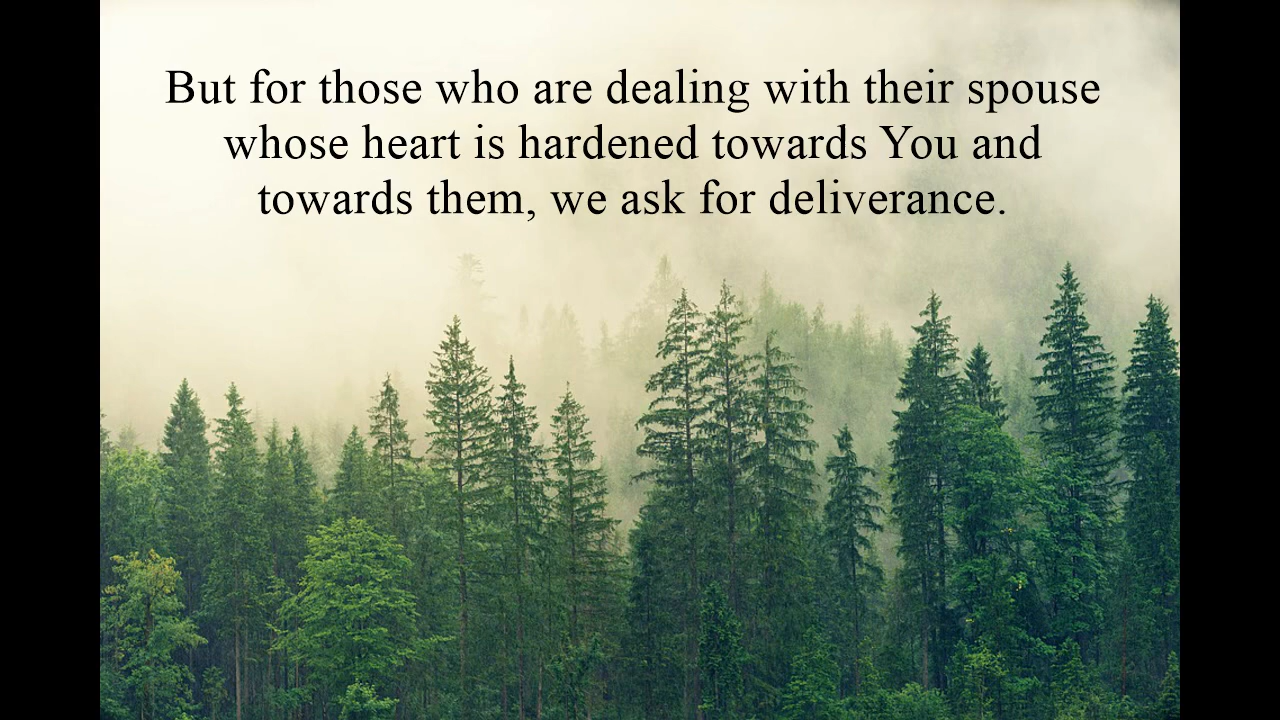 But for those who are dealing with their spouse
whose heart is hardened towards You and
towards them, we ask for deliverance.